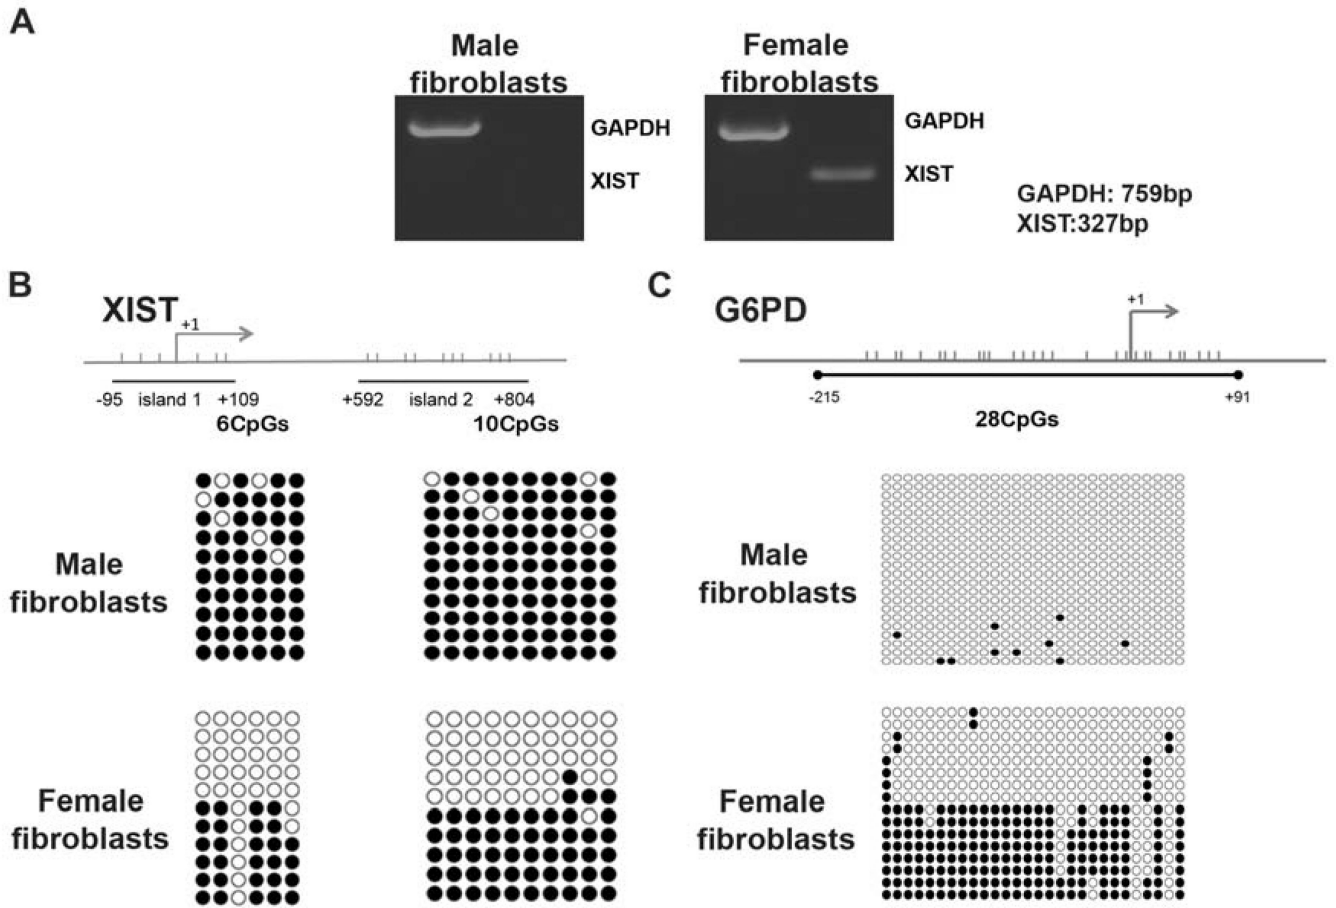 A
Male
fibroblasts
GAPDH
XIST
Female
fibroblasts
GAPDH
XIST
GAPDH: 759bp
XIST:327bp
B
XIST
+1
-95 island 1 +109
6CpGs
+592 island 2 +804
10CpGs
Male
fibroblasts
Female
fibroblasts
C
G6PD
+1
-215
+91
28CpGs
Male
fibroblasts
Female
fibroblasts